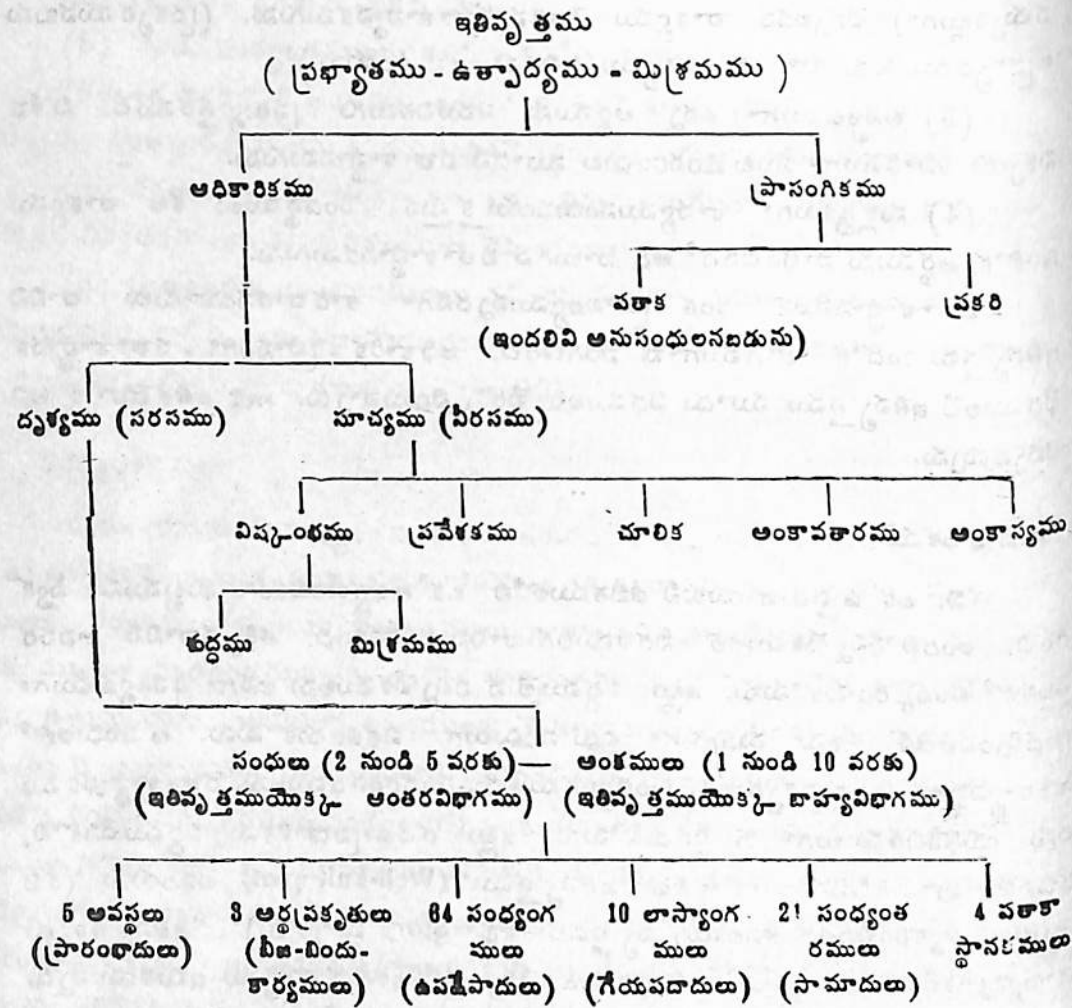 ఇతివృత్తము
( ప్రఖ్యాతము - ఉత్పాద్యము - మిశ్రమము )
ఆధికారికము ప్రాసంగికము
పతాక ప్రకరి
(ఇందలివి అనుసంధులనబడును)
దృశ్యము (సరసము) సూచ్యము (నీరసము)
విష్కంభము ప్రవేశకము చూలిక అంకావతారము అంకాస్యము
శుద్ధము మిశ్రమము
సంధులు (2 నుండి 5 వరకు)— అంకములు (1 నుండి 10 వరకు)
(ఇతివృత్తముయొక్క అంతరవిభాగము) (ఇతివృత్తముయొక్క బాహ్యవిభాగము)
5 అవస్థలు 3 అర్థప్రకృతులు 64 సంధ్యంగ 10 లాస్యాంగ 21 సంధ్యంత 4 పతాకా
(ప్రారంభాదులు) (బీజ-బిందు- ములు ములు రములు స్థానకములు
కార్యములు) (ఉపక్షేపాదులు) (గేయపదాదులు) (సామాదులు)